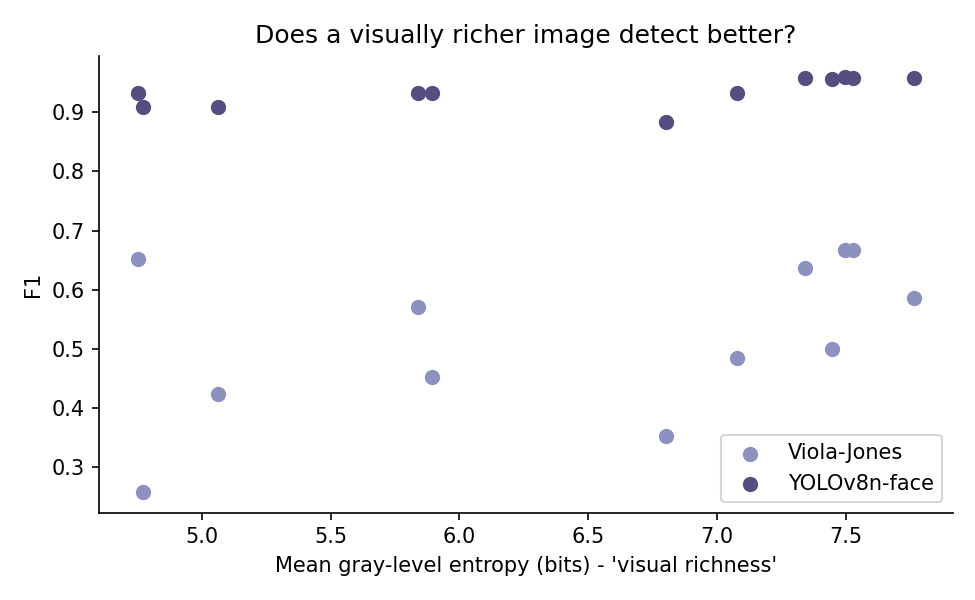 Does a visually richer image detect better?
F1
0.9
0.8
0.7
0.6
0.5
0.4
0.3
Viola-Jones
YOLOv8n-face
5.0 5.5 6.0 6.5 7.0 7.5
Mean gray-level entropy (bits) - 'visual richness'